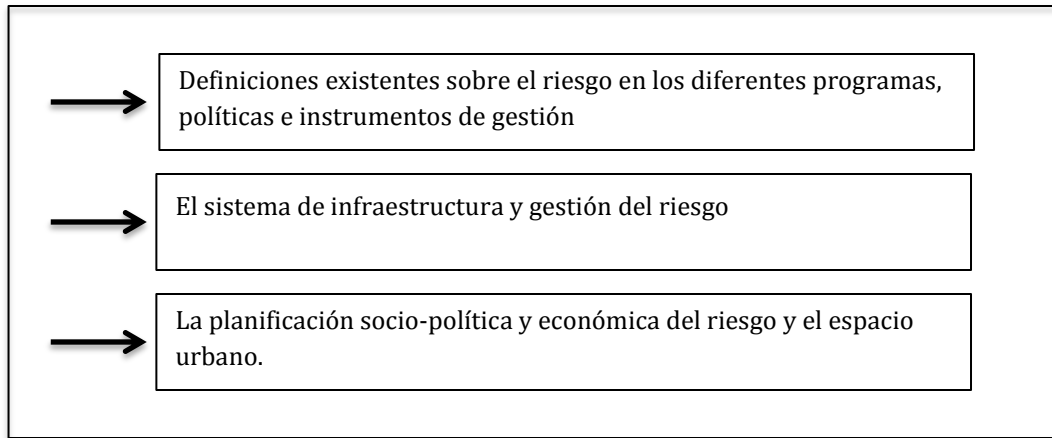 Definiciones existentes sobre el riesgo en los diferentes programas,
políticas e instrumentos de gestión
El sistema de infraestructura y gestión del riesgo
La planificación socio-política y económica del riesgo y el espacio
urbano.